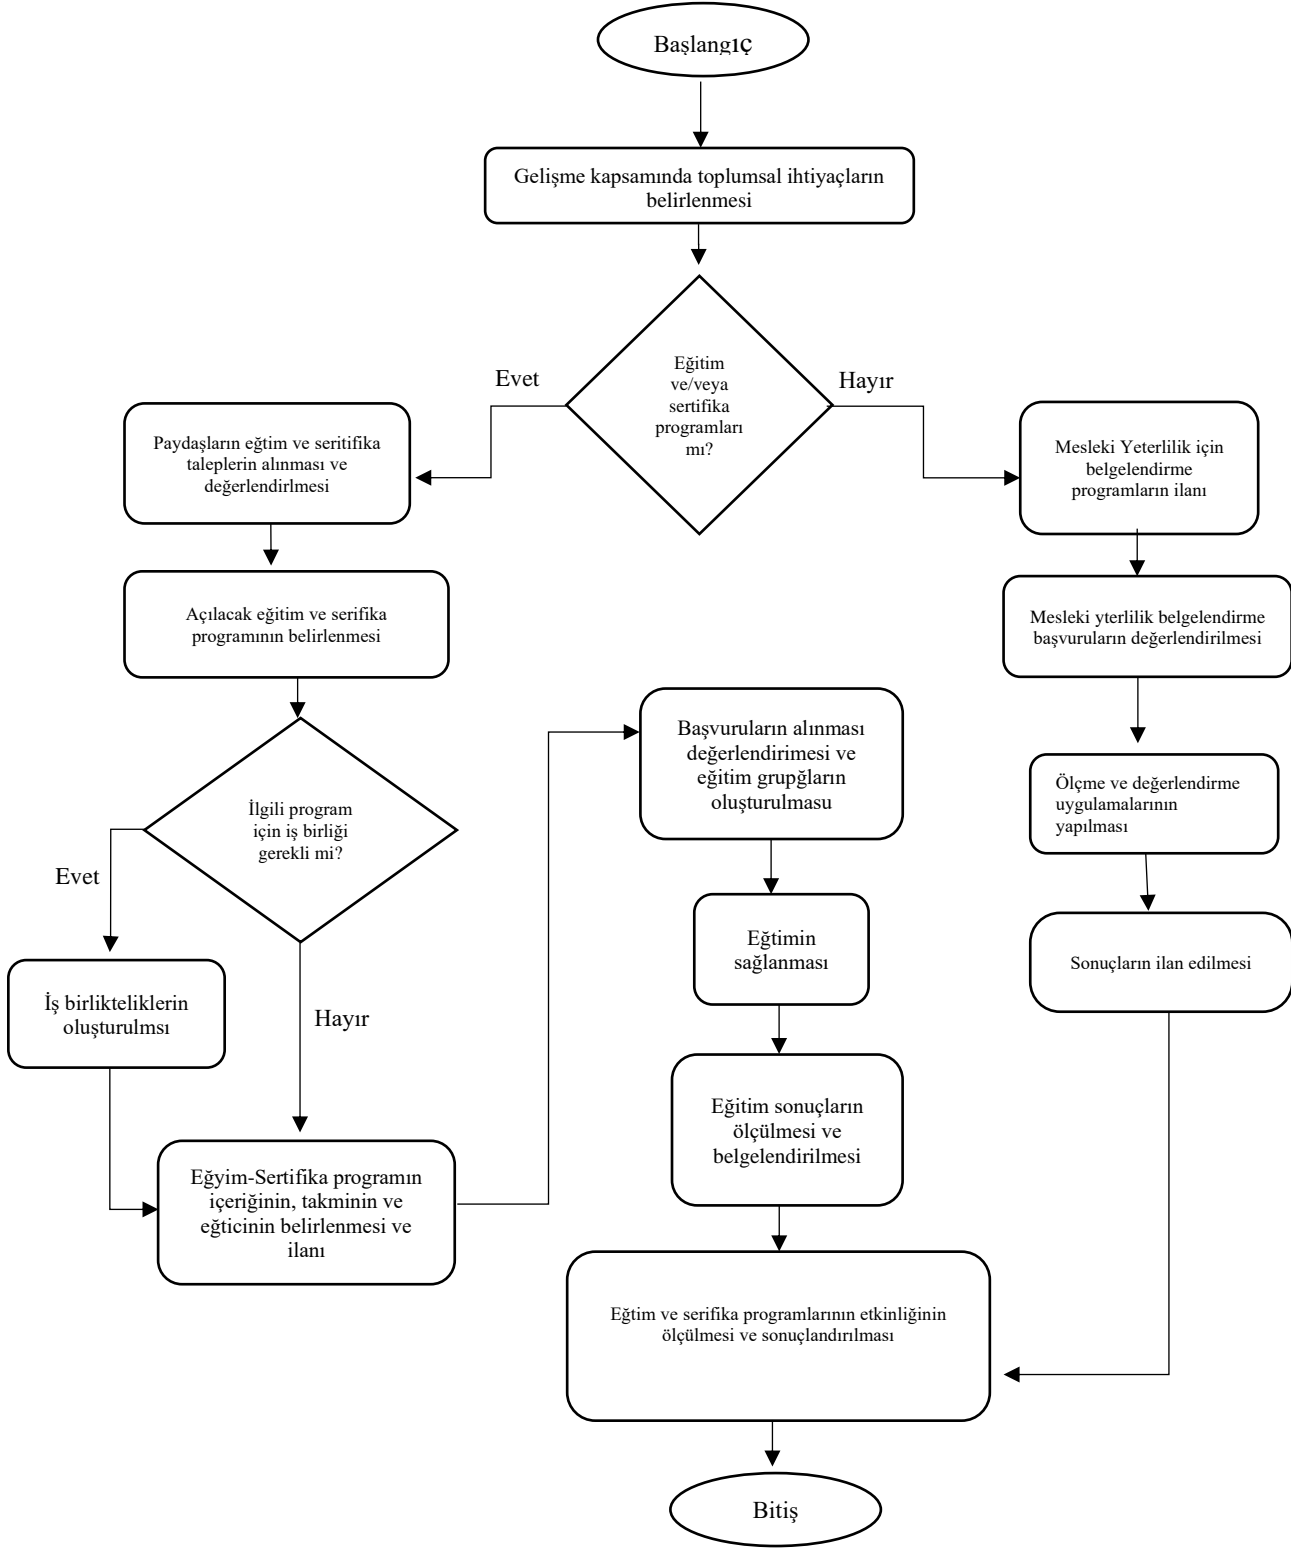 Başlangıç
Gelişme kapsamında toplumsal ihtiyaçların
belirlenmesi
Eğitim
ve/veya
sertifika
programları
mı?
Evet
Hayır
Paydaşların eğtim ve seritifika
taleplerin alınması ve
değerlendirlmesi
Mesleki Yeterlilik için
belgelendirme
programların ilanı
Açılacak eğitim ve serifika
programının belirlenmesi
Mesleki yterlilik belgelendirme
başvuruların değerlendirilmesi
İlgili program
için iş birliği
gerekli mi?
Evet
Hayır
Başvuruların alınması
değerlendirimesi ve
eğitim grupğların
oluşturulmasu
Ölçme ve değerlendirme
uygulamalarının
yapılması
İş birlikteliklerin
oluşturulmsı
Eğtimin
sağlanması
Sonuçların ilan edilmesi
Eğyim-Sertifika programın
içeriğinin, takminin ve
eğticinin belirlenmesi ve
ilanı
Eğitim sonuçların
ölçülmesi ve
belgelendirilmesi
Eğtim ve serifika programlarının etkinliğinin
ölçülmesi ve sonuçlandırılması
Bitiş